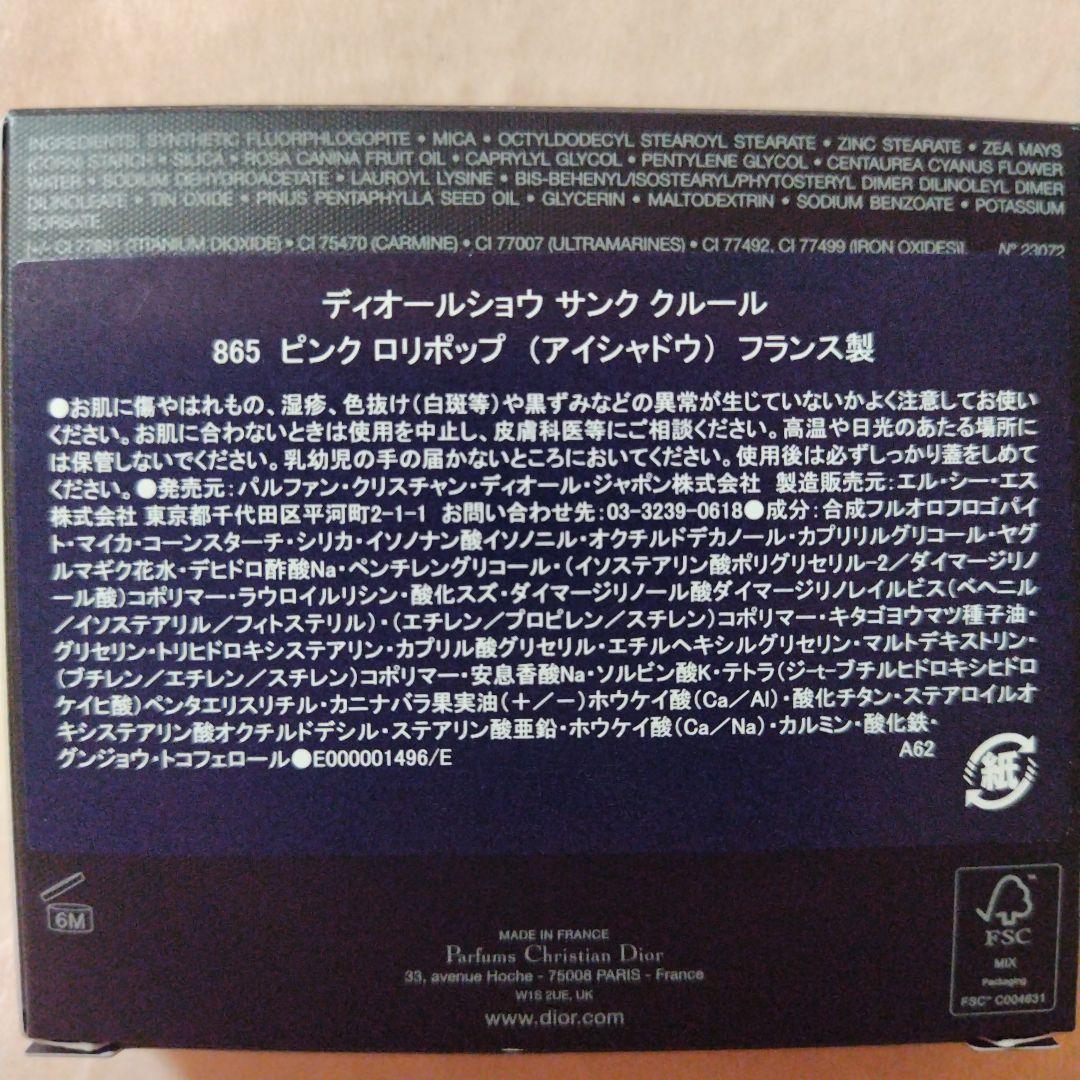 INGREDIENTS: SYNTHETIC FLUORPHLOGOPITE • MICA • OCTYLDODECYL STEAROYL STEARATE • ZINC STEARATE • ZEA MAYS
(CORN) STARCH • SILICA • ROSA CANINA FRUIT OIL • CAPRYLYL GLYCOL • PENTYLENE GLYCOL • CENTAUREA CYANUS FLOWER
WATER • SODIUM DEHYDROACETATE • LAUROYL LYSINE • BIS-BEHENYL/ISOSTEARYL/PHYTOSTERYL DIMER DILINOLEYL DIMER
DILINOLEATE • TIN OXIDE • PINUS PENTAPHYLLA SEED OIL • GLYCERIN • MALTODEXTRIN • SODIUM BENZOATE • POTASSIUM
SORBATE
[+/- CI 77891 (TITANIUM DIOXIDE) • CI 75470 (CARMINE) • CI 77007 (ULTRAMARINES) • CI 77492, CI 77499 (IRON OXIDES)]. N° 23072
ディオールショウ サンク クルール
865 ピンク ロリポップ （アイシャドウ） フランス製
●お肌に傷やはれもの、湿疹、色抜け(白斑等)や黒ずみなどの異常が生じていないかよく注意してお使い
ください。お肌に合わないときは使用を中止し、皮膚科医等にご相談ください。高温や日光のあたる場所に
は保管しないでください。乳幼児の手の届かないところにおいてください。使用後は必ずしっかり蓋をしめて
ください。●発売元:パルファン・クリスチャン・ディオール・ジャポン株式会社 製造販売元:エル・シー・エス
株式会社 東京都千代田区平河町2-1-1 お問い合わせ先:03-3239-0618●成分:合成フルオロフロゴパイ
ト・マイカ・コーンスターチ・シリカ・イソノナン酸イソノニル・オクチルドデカノール・カプリリルグリコール・ヤグ
ルマギク花水・デヒドロ酢酸Na・ペンチレングリコール・(イソステアリン酸ポリグリセリル-2／ダイマージリノ
ール酸)コポリマー・ラウロイルリシン・酸化スズ・ダイマージリノール酸ダイマージリノレイルビス(ベヘニル
／イソステアリル／フィトステリル)・(エチレン／プロピレン／スチレン)コポリマー・キタゴヨウマツ種子油・
グリセリン・トリヒドロキシステアリン・カプリル酸グリセリル・エチルヘキシルグリセリン・マルトデキストリン・
(ブチレン／エチレン／スチレン)コポリマー・安息香酸Na・ソルビン酸K・テトラ(ジ-t-ブチルヒドロキシヒドロ
ケイヒ酸)ペンタエリスリチル・カニナバラ果実油(＋／－)ホウケイ酸(Ca／Al)・酸化チタン・ステアロイルオ
キシステアリン酸オクチルドデシル・ステアリン酸亜鉛・ホウケイ酸(Ca／Na)・カルミン・酸化鉄・
グンジョウ・トコフェロール●E000001496/E A62
紙
6M
MADE IN FRANCE
Parfums Christian Dior
33, avenue Hoche - 75008 PARIS - France
W1S 2UE, UK
www.dior.com
FSC
MIX
Packaging
FSC™ C004631